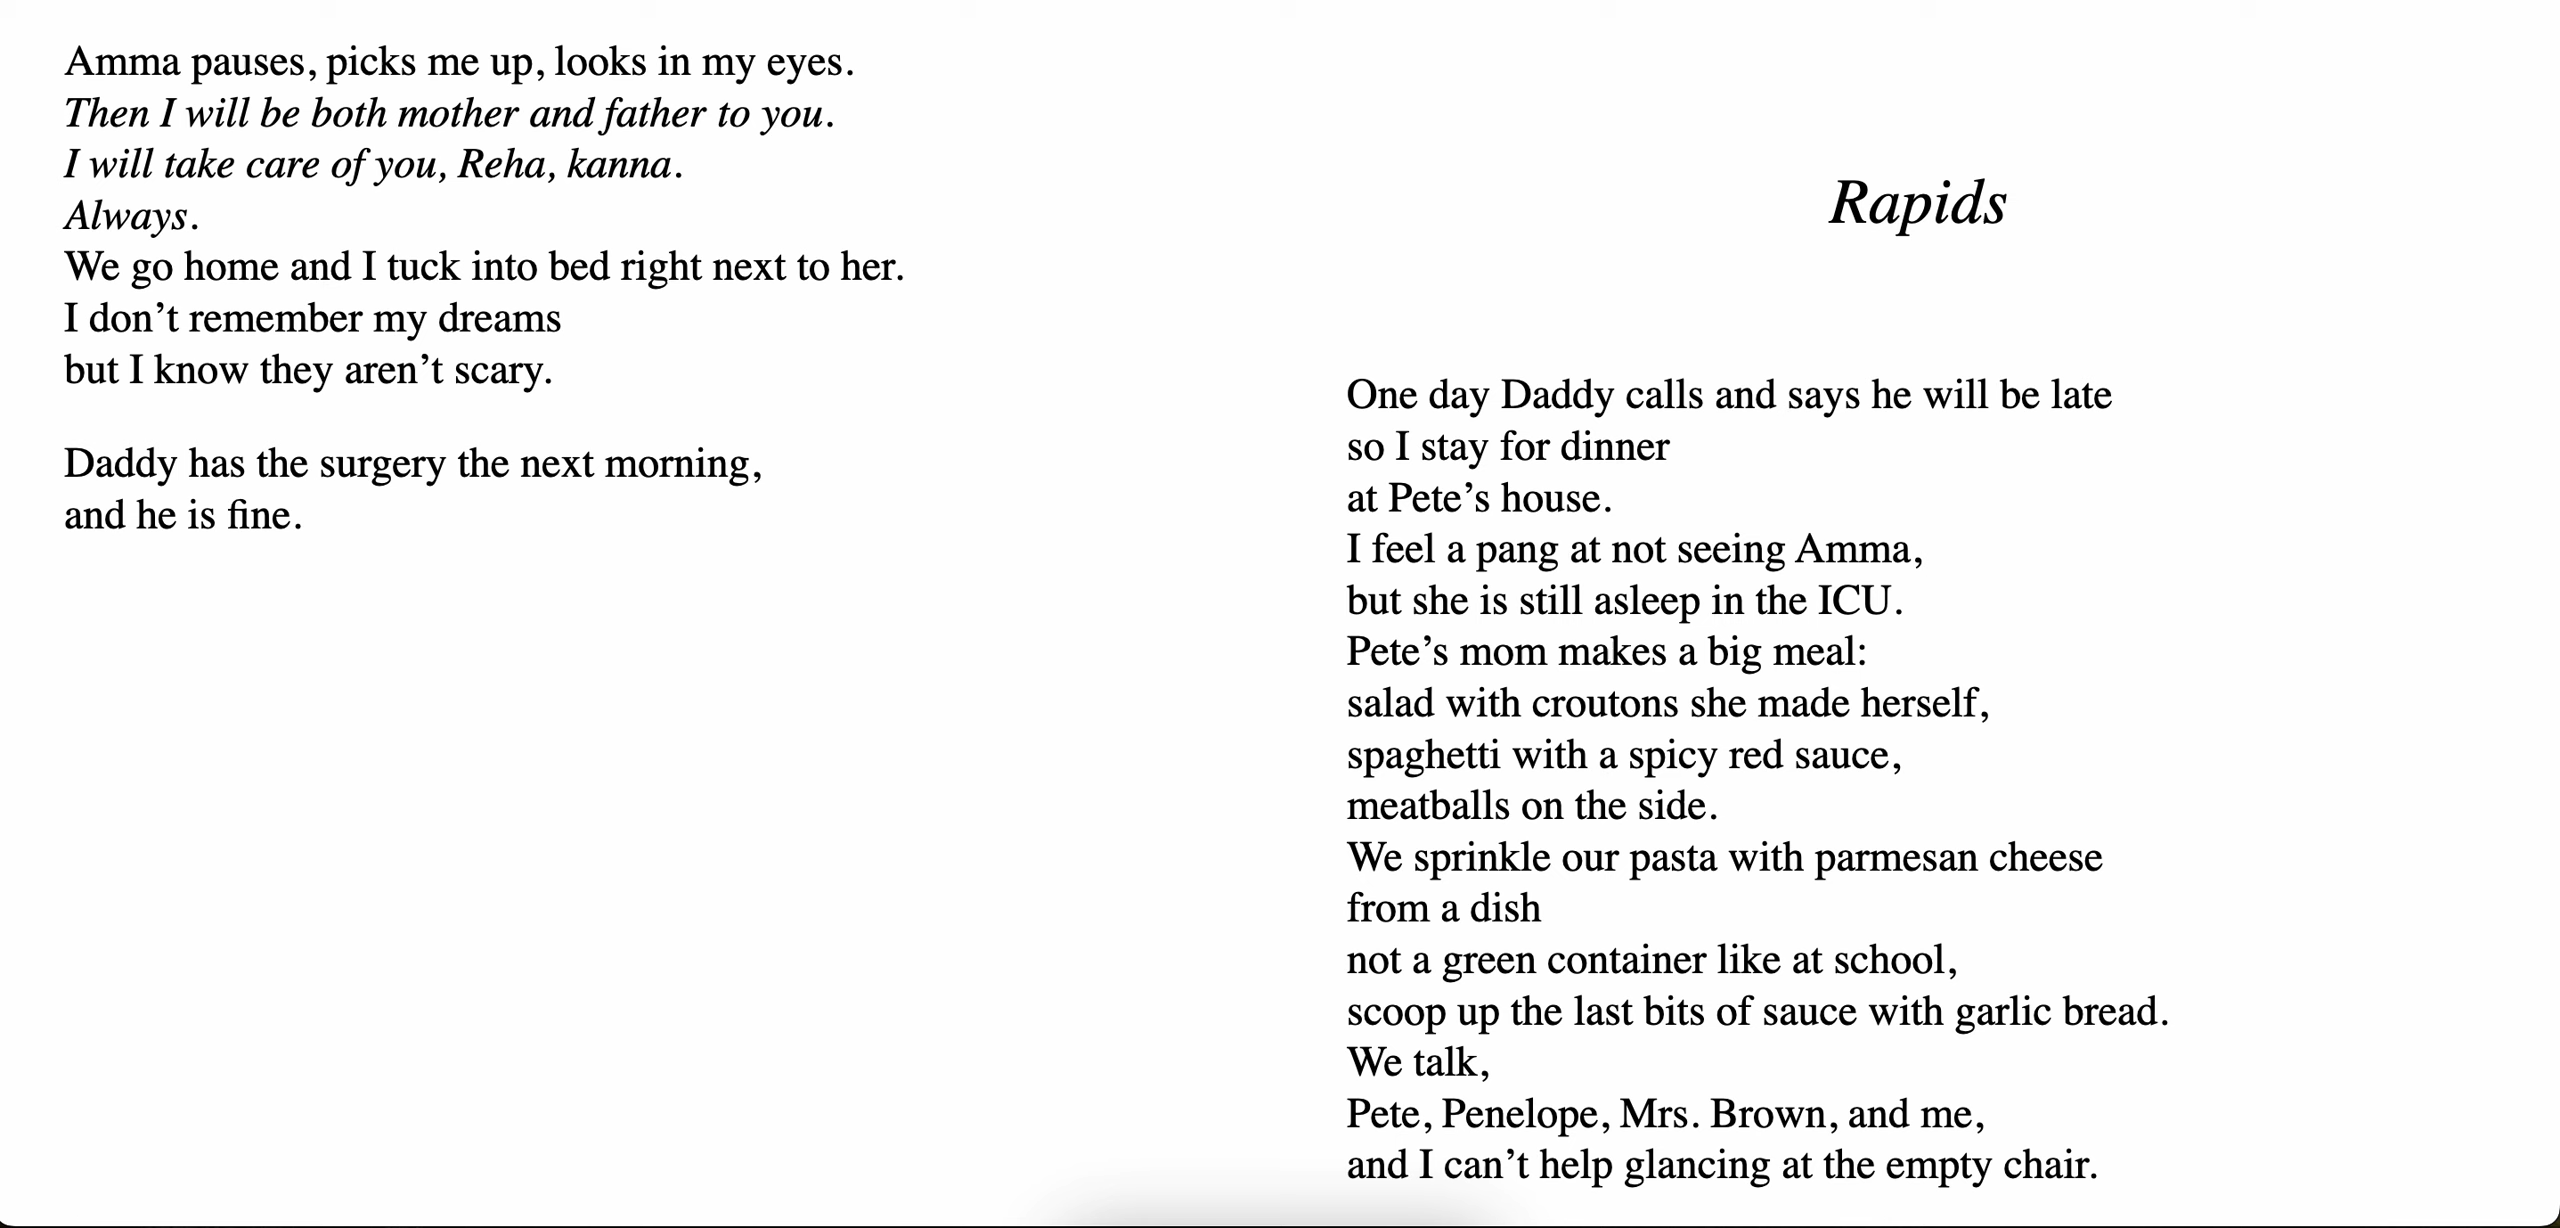 Amma pauses, picks me up, looks in my eyes.
Then I will be both mother and father to you.
I will take care of you, Reha, kanna.
Always.
We go home and I tuck into bed right next to her.
I don’t remember my dreams
but I know they aren’t scary.
Daddy has the surgery the next morning,
and he is fine.
Rapids
One day Daddy calls and says he will be late
so I stay for dinner
at Pete’s house.
I feel a pang at not seeing Amma,
but she is still asleep in the ICU.
Pete’s mom makes a big meal:
salad with croutons she made herself,
spaghetti with a spicy red sauce,
meatballs on the side.
We sprinkle our pasta with parmesan cheese
from a dish
not a green container like at school,
scoop up the last bits of sauce with garlic bread.
We talk,
Pete, Penelope, Mrs. Brown, and me,
and I can’t help glancing at the empty chair.